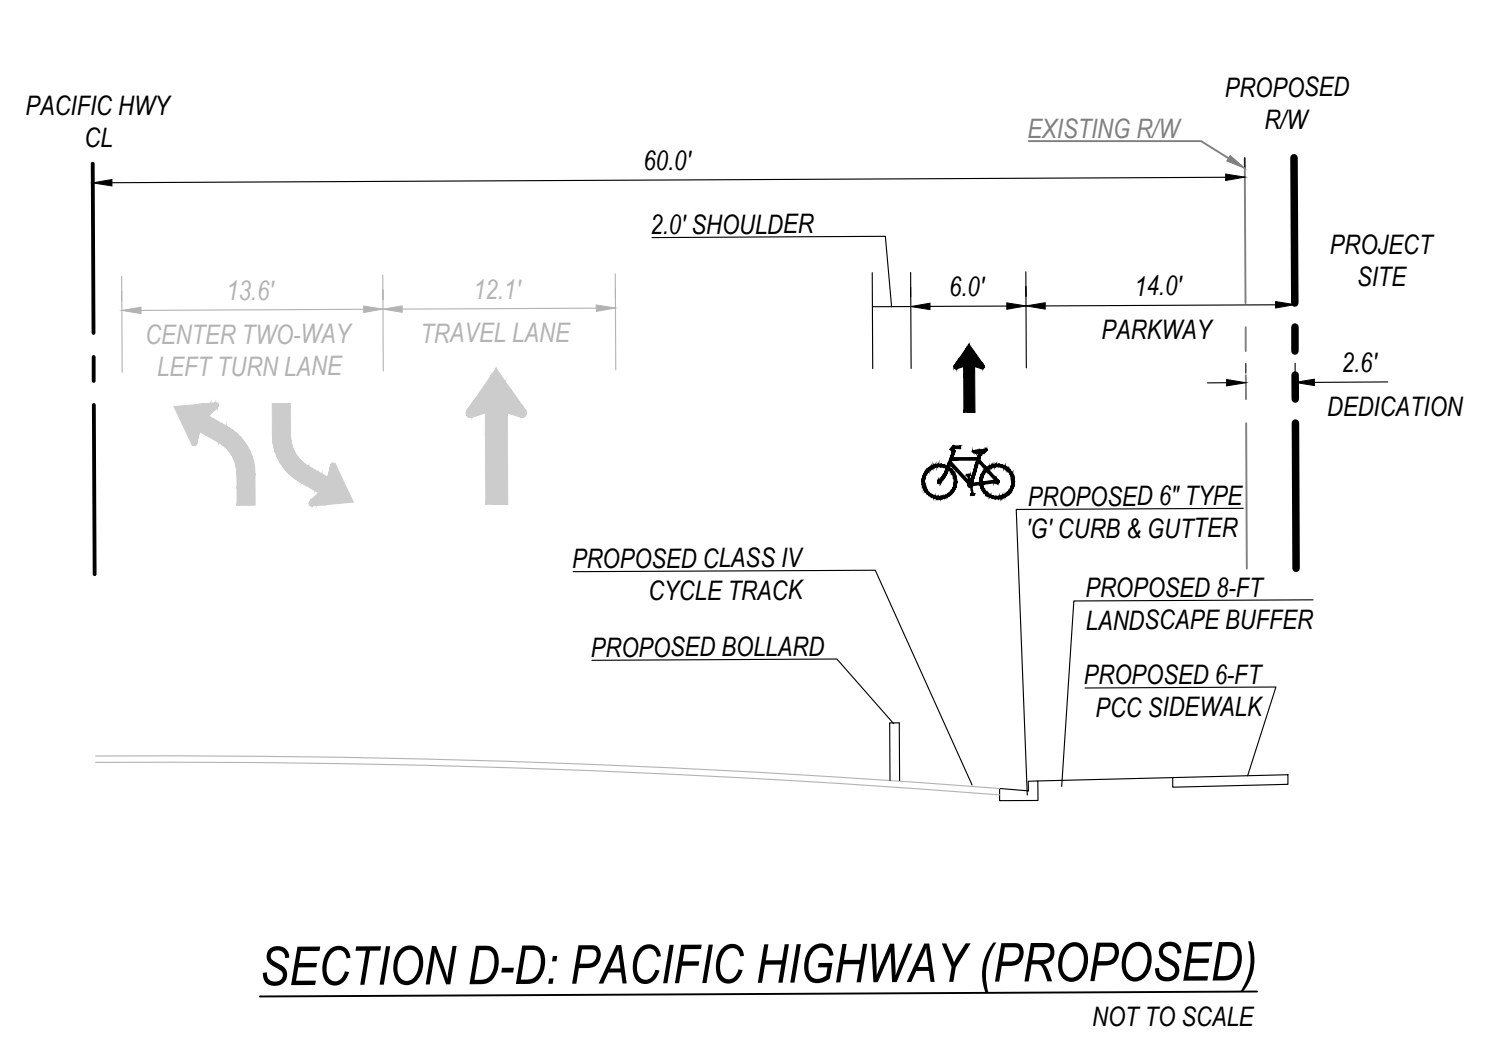 PACIFIC HWY
CL
EXISTING R/W
PROPOSED
R/W
60.0'
2.0' SHOULDER
PROJECT
SITE
13.6'
12.1'
6.0'
14.0'
CENTER TWO-WAY
LEFT TURN LANE
TRAVEL LANE
PARKWAY
2.6'
DEDICATION
PROPOSED 6" TYPE
'G' CURB & GUTTER
PROPOSED CLASS IV
CYCLE TRACK
PROPOSED 8-FT
LANDSCAPE BUFFER
PROPOSED BOLLARD
PROPOSED 6-FT
PCC SIDEWALK
SECTION D-D: PACIFIC HIGHWAY (PROPOSED)
NOT TO SCALE